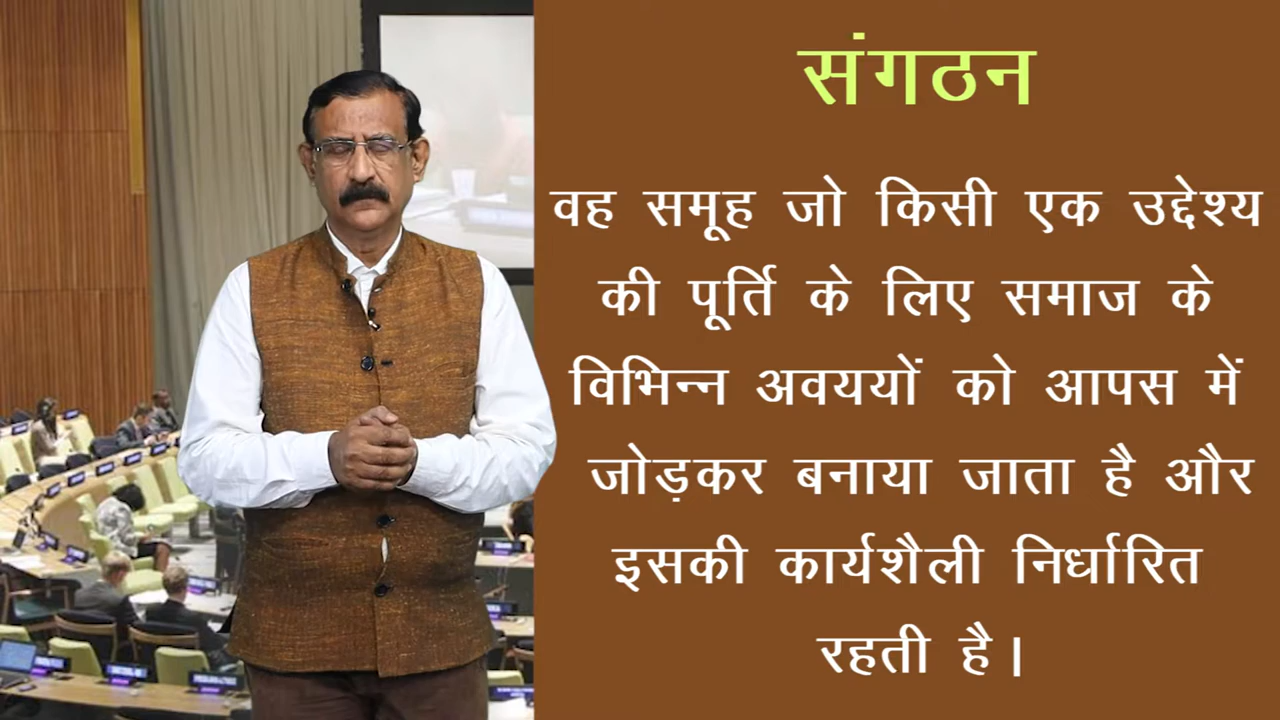 संगठन
वह समूह जो किसी एक उद्देश्य
की पूर्ति के लिए समाज के
विभिन्न अवययों को आपस में
जोड़कर बनाया जाता है और
इसकी कार्यशैली निर्धारित
रहती है।